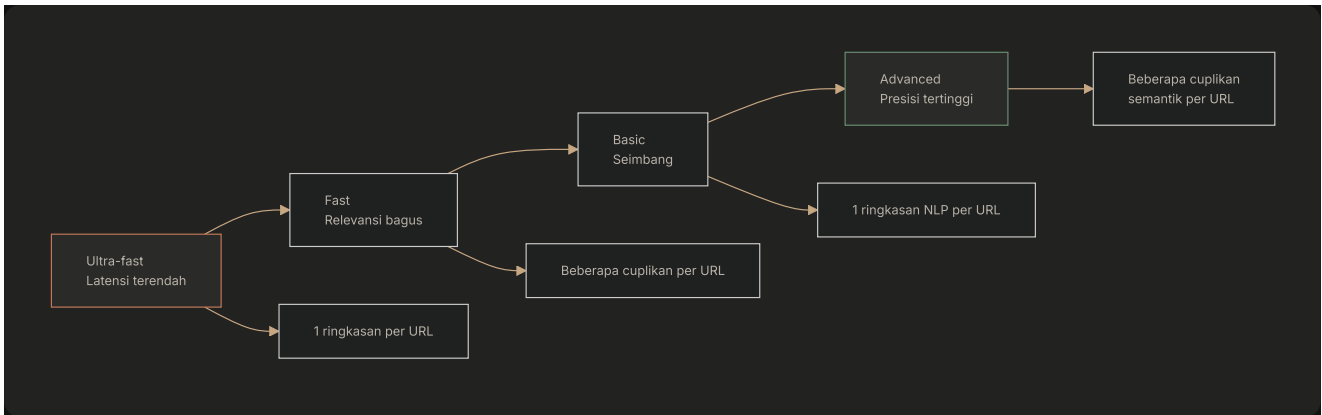 Ultra-fast
Latensi terendah
Fast
Relevansi bagus
1 ringkasan per URL
Basic
Seimbang
Beberapa cuplikan per URL
Advanced
Presisi tertinggi
1 ringkasan NLP per URL
Beberapa cuplikan
semantik per URL